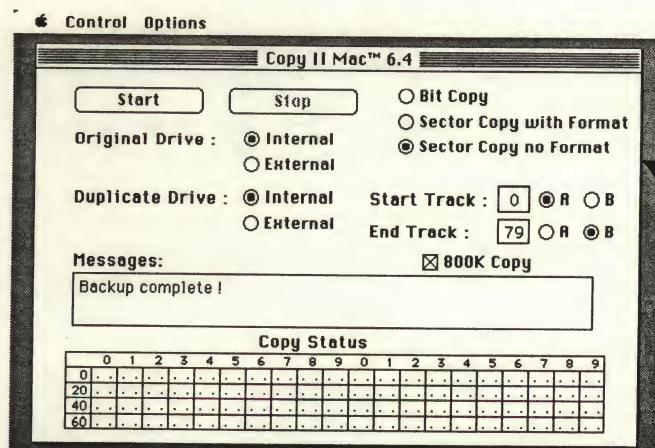 Control Options
Copy II Mac™ 6.4
Start Stop
Bit Copy
Sector Copy with Format
Sector Copy no Format
Original Drive : Internal
External
Duplicate Drive : Internal
External
Start Track : 0 A B
End Track : 79 A B
Messages: 800K Copy
Backup complete !
Copy Status
0 1 2 3 4 5 6 7 8 9 0 1 2 3 4 5 6 7 8 9
0
20
40
60